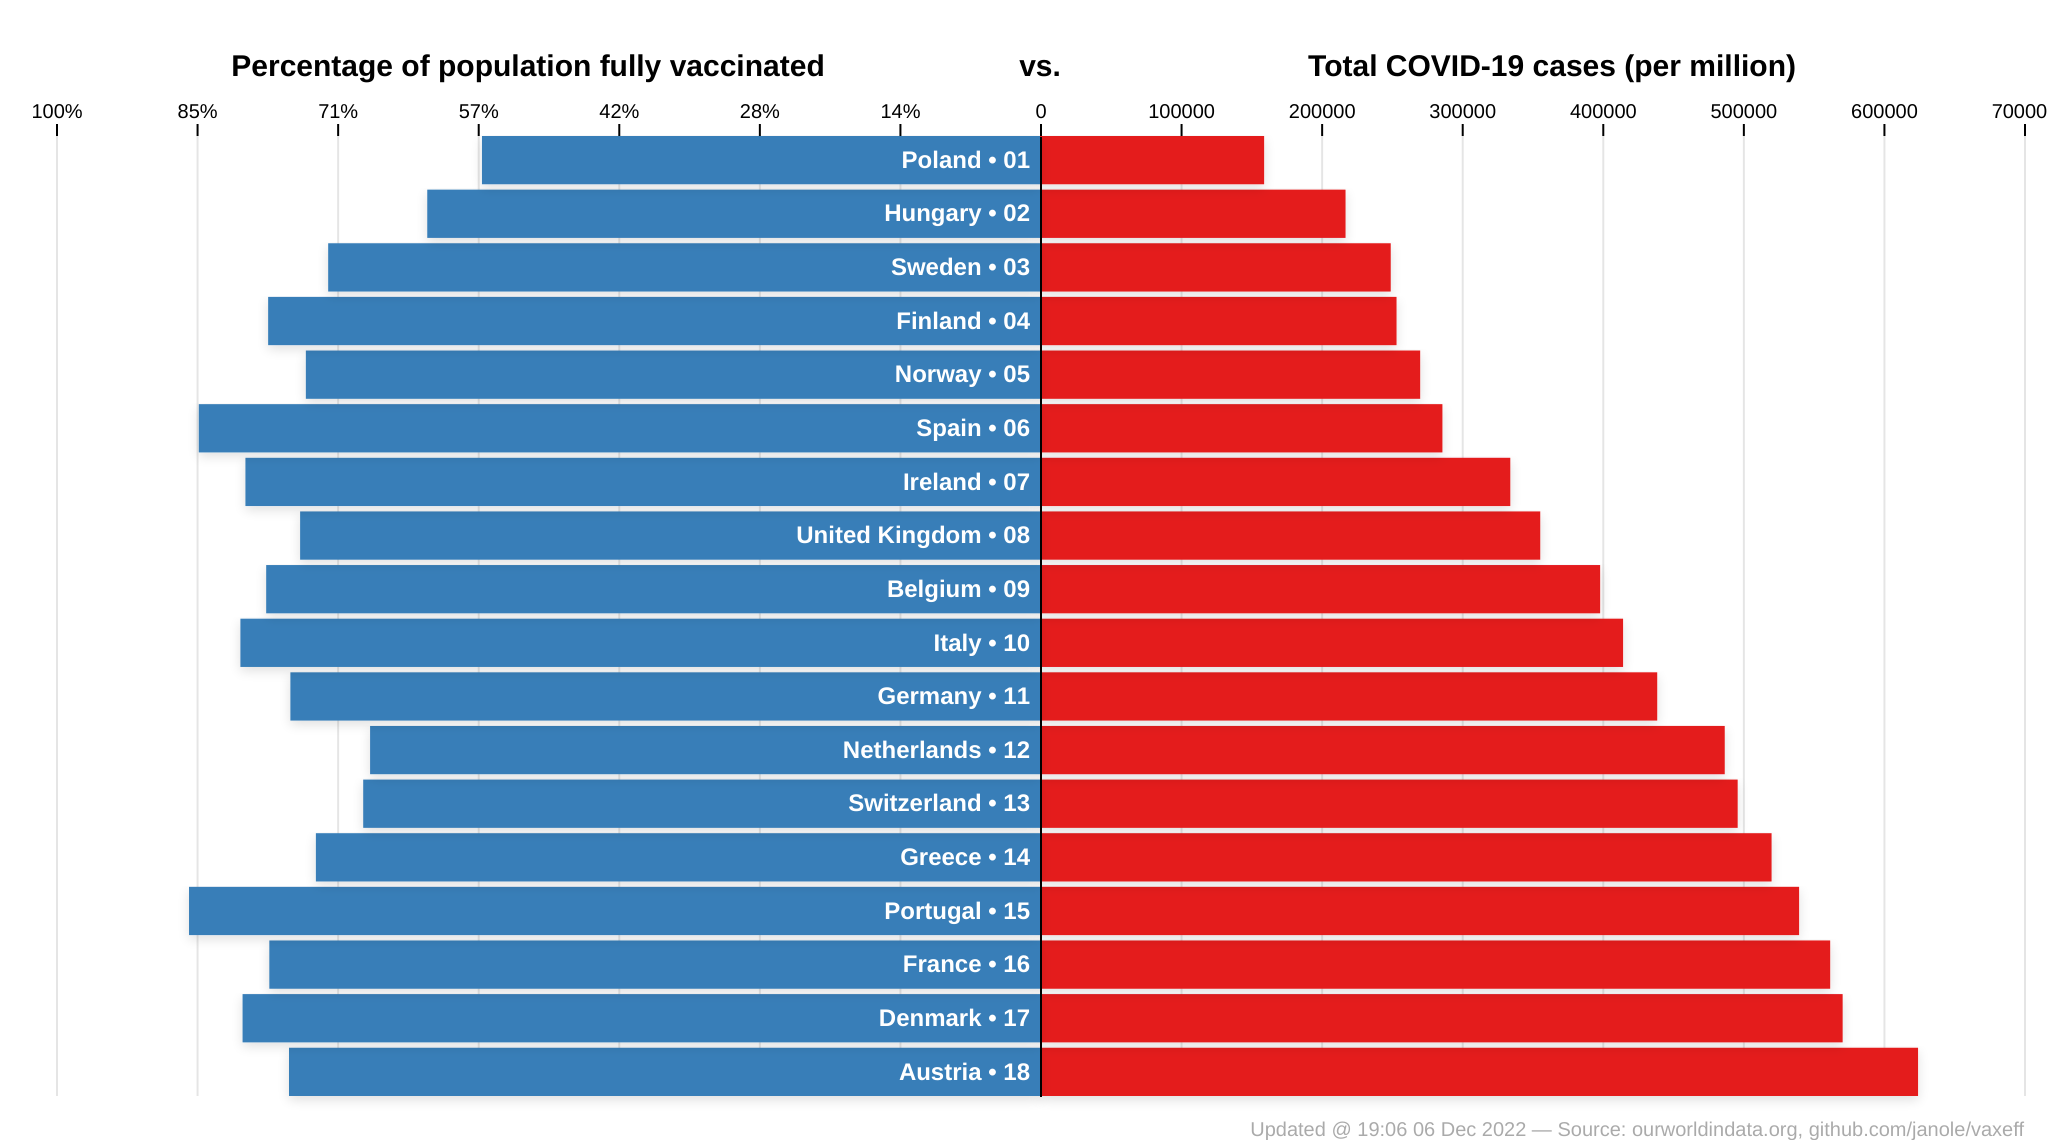 Percentage of population fully vaccinated vs. Total COVID-19 cases (per million)
100% 85% 71% 57% 42% 28% 14% 0 100000 200000 300000 400000 500000 600000 70000
Poland • 01
Hungary • 02
Sweden • 03
Finland • 04
Norway • 05
Spain • 06
Ireland • 07
United Kingdom • 08
Belgium • 09
Italy • 10
Germany • 11
Netherlands • 12
Switzerland • 13
Greece • 14
Portugal • 15
France • 16
Denmark • 17
Austria • 18
Updated @ 19:06 06 Dec 2022 — Source: ourworldindata.org, github.com/janole/vaxeff